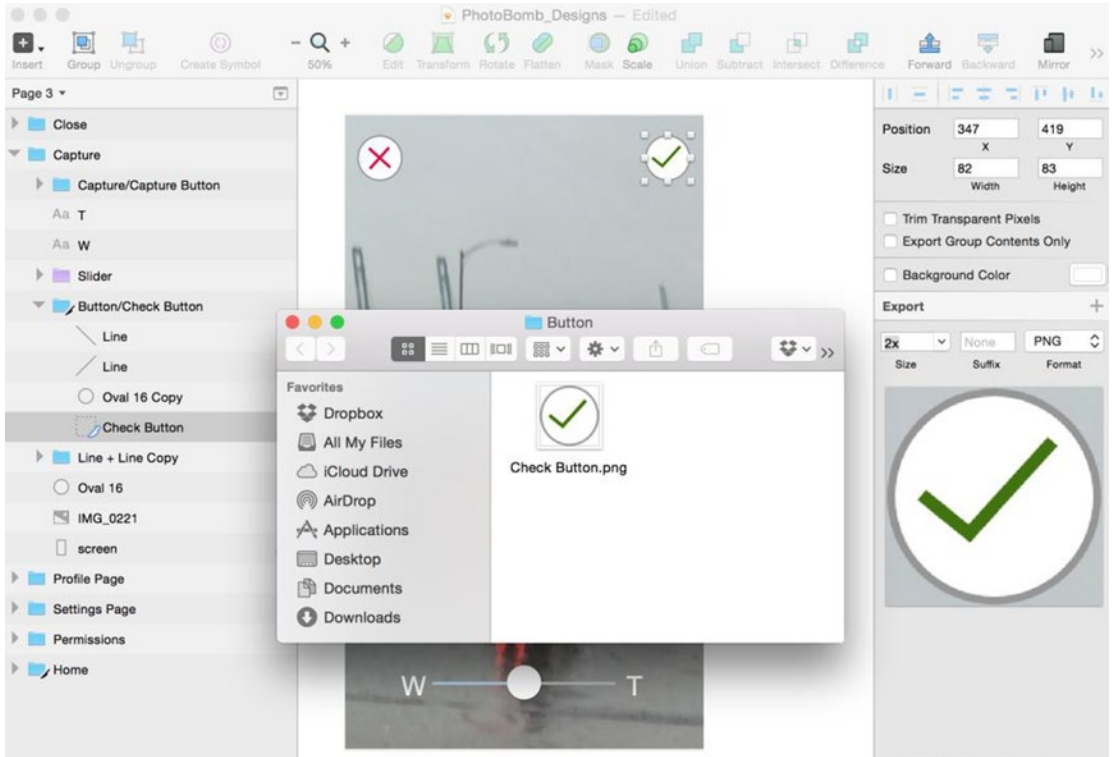 PhotoBomb_Designs — Edited
Insert Group Ungroup Create Symbol - + 50% Edit Transform Rotate Flatten Mask Scale Union Subtract Intersect Difference Forward Backward Mirror >>
Page 3
Close
Capture
Capture/Capture Button
Aa T
Aa W
Slider
Button/Check Button
Line
Line
Oval 16 Copy
Check Button
Line + Line Copy
Oval 16
IMG_0221
screen
Profile Page
Settings Page
Permissions
Home
Button
>>
Favorites
Dropbox
All My Files
iCloud Drive
AirDrop
Applications
Desktop
Documents
Downloads
Check Button.png
W T
Position 347 419
X Y
Size 82 83
Width Height
Trim Transparent Pixels
Export Group Contents Only
Background Color
Export +
2x None PNG
Size Suffix Format